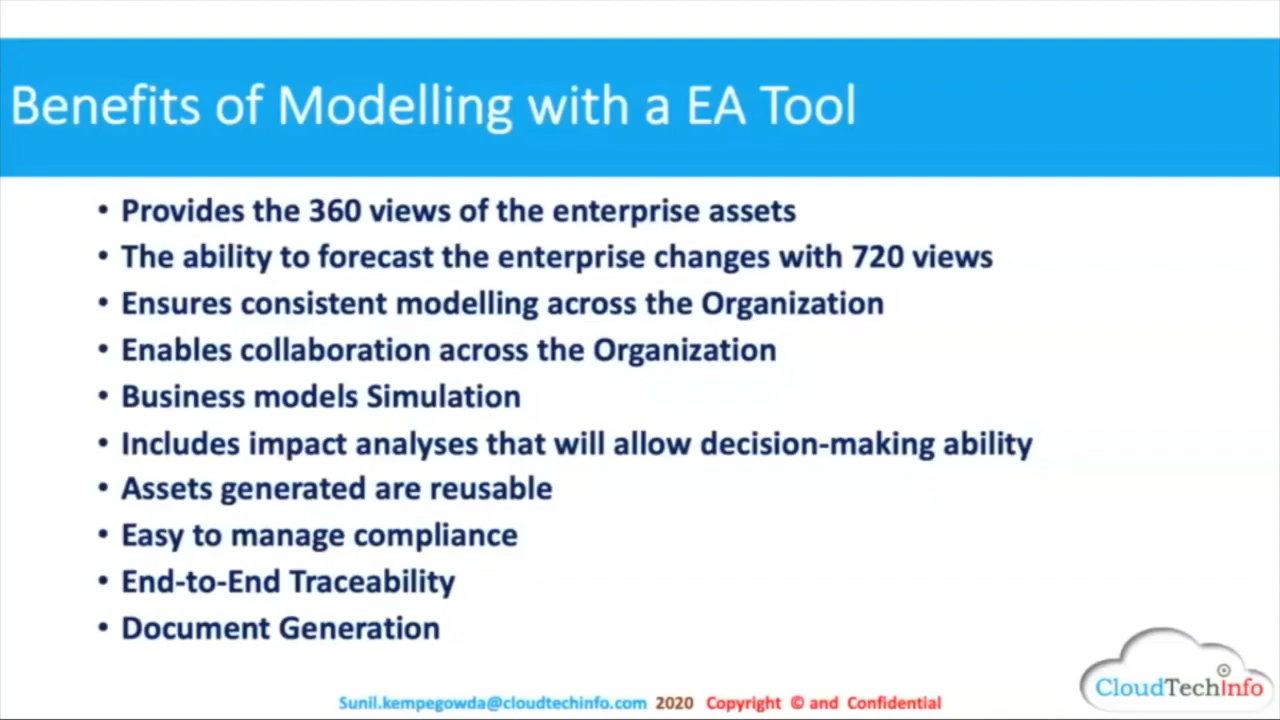 Benefits of Modelling with a EA Tool
• Provides the 360 views of the enterprise assets
• The ability to forecast the enterprise changes with 720 views
• Ensures consistent modelling across the Organization
• Enables collaboration across the Organization
• Business models Simulation
• Includes impact analyses that will allow decision-making ability
• Assets generated are reusable
• Easy to manage compliance
• End-to-End Traceability
• Document Generation
CloudTechInfo
Sunil.kempegowda@cloudtechinfo.com 2020 Copyright © and Confidential